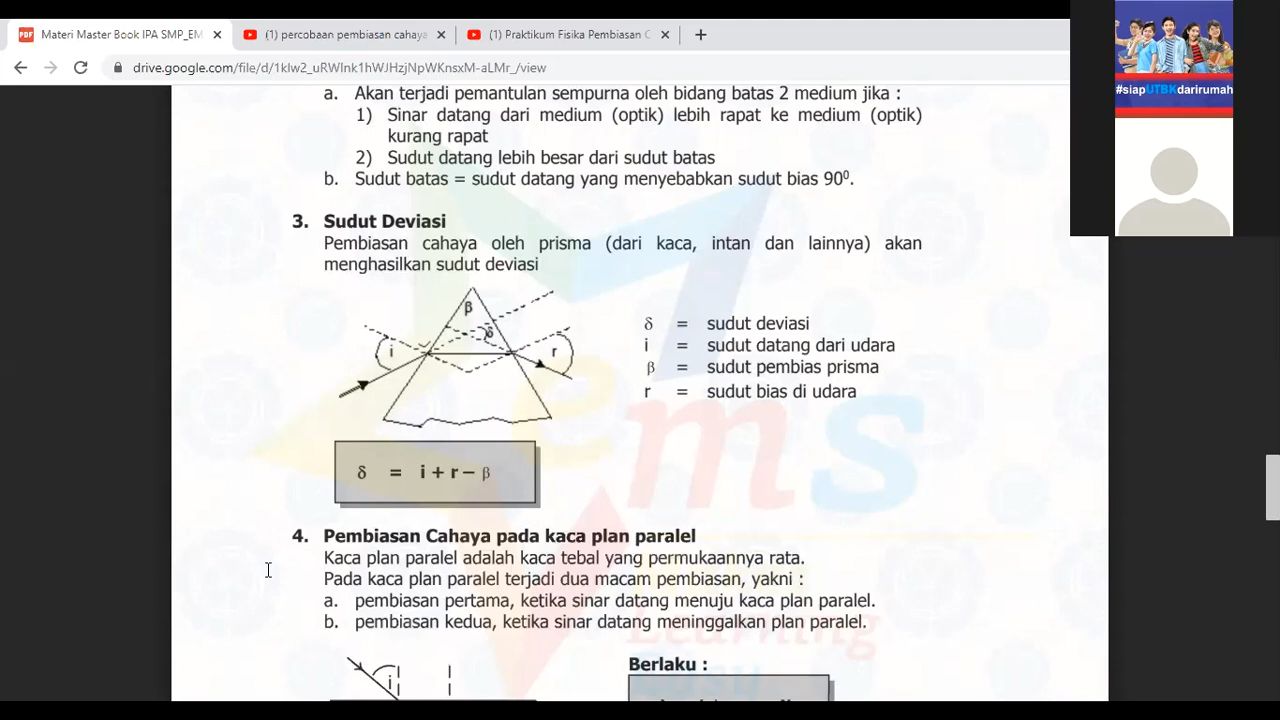 Materi Master Book IPA SMP_EM
(1) percobaan pembiasan cahaya
(1) Praktikum Fisika Pembiasan C
drive.google.com/file/d/1klw2_uRWlnk1hWJHzjNpWKnsxM-aLMr_/view
#siapUTBKdarirumah
a. Akan terjadi pemantulan sempurna oleh bidang batas 2 medium jika :
1) Sinar datang dari medium (optik) lebih rapat ke medium (optik)
kurang rapat
2) Sudut datang lebih besar dari sudut batas
b. Sudut batas = sudut datang yang menyebabkan sudut bias 90⁰.
3. Sudut Deviasi
Pembiasan cahaya oleh prisma (dari kaca, intan dan lainnya) akan
menghasilkan sudut deviasi
β
δ
i
r
δ = sudut deviasi
i = sudut datang dari udara
β = sudut pembias prisma
r = sudut bias di udara
δ = i + r – β
4. Pembiasan Cahaya pada kaca plan paralel
Kaca plan paralel adalah kaca tebal yang permukaannya rata.
Pada kaca plan paralel terjadi dua macam pembiasan, yakni :
a. pembiasan pertama, ketika sinar datang menuju kaca plan paralel.
b. pembiasan kedua, ketika sinar datang meninggalkan plan paralel.
i
Berlaku :
ems
Learning
Easy